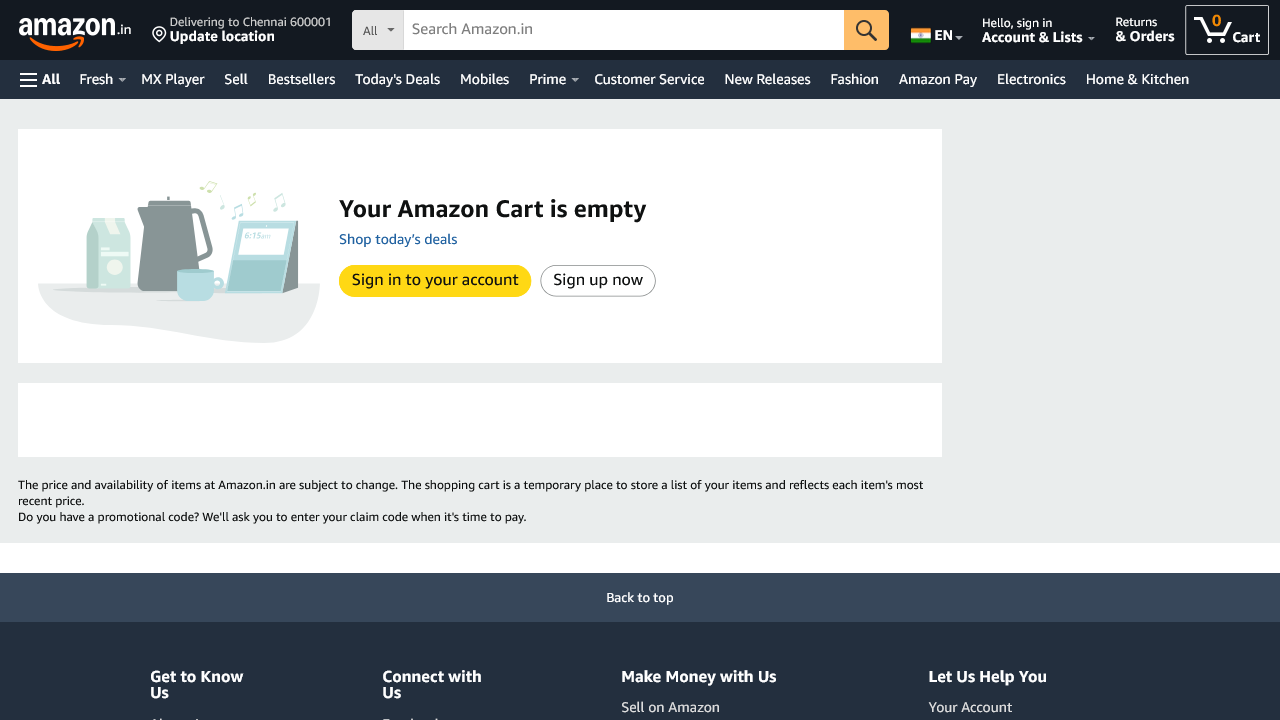 amazon.in
Delivering to Chennai 600001
Update location
All
Search Amazon.in
EN
Hello, sign in
Account & Lists
Returns
& Orders
0
Cart
All
Fresh
MX Player
Sell
Bestsellers
Today's Deals
Mobiles
Prime
Customer Service
New Releases
Fashion
Amazon Pay
Electronics
Home & Kitchen
6:15am
Your Amazon Cart is empty
Shop today's deals
Sign in to your account
Sign up now
The price and availability of items at Amazon.in are subject to change. The shopping cart is a temporary place to store a list of your items and reflects each item's most
recent price.
Do you have a promotional code? We'll ask you to enter your claim code when it's time to pay.
Back to top
Get to Know
Us
Connect with
Us
Make Money with Us
Sell on Amazon
Let Us Help You
Your Account